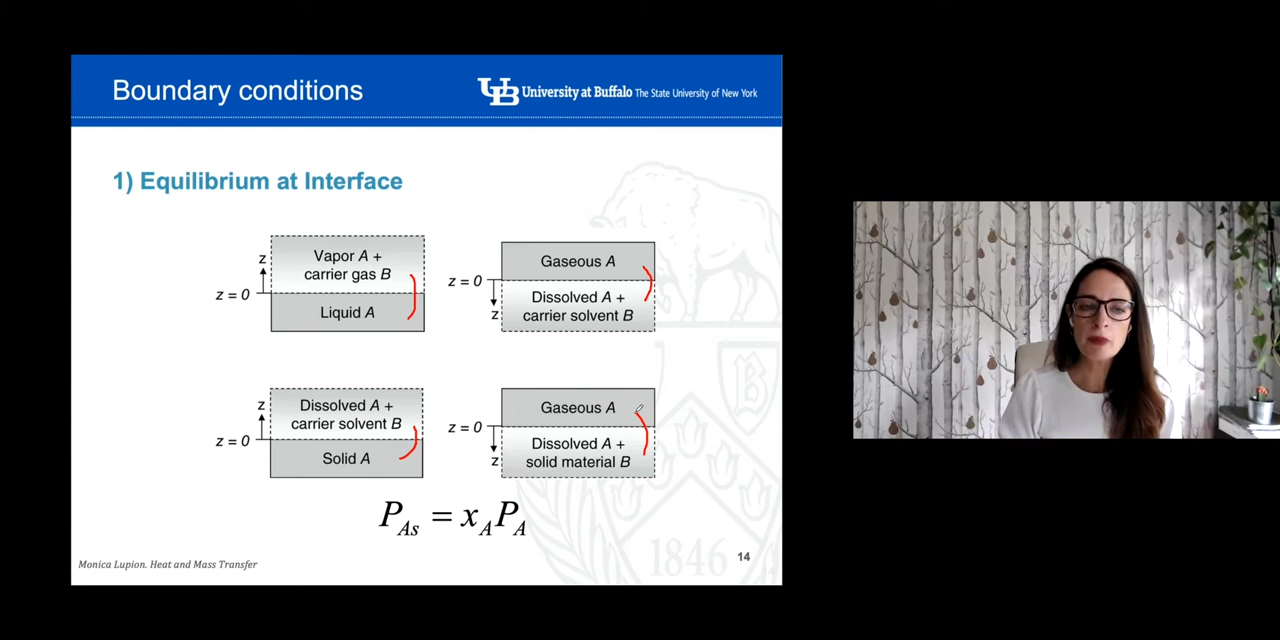 Boundary conditions
UB University at Buffalo The State University of New York
1) Equilibrium at Interface
z
Vapor A +
carrier gas B
z = 0
Liquid A
Gaseous A
z = 0
Dissolved A +
carrier solvent B
z
z
Dissolved A +
carrier solvent B
z = 0
Solid A
Gaseous A
z = 0
Dissolved A +
solid material B
z
P_As = x_A P_A
B
1846
Monica Lupion. Heat and Mass Transfer
14